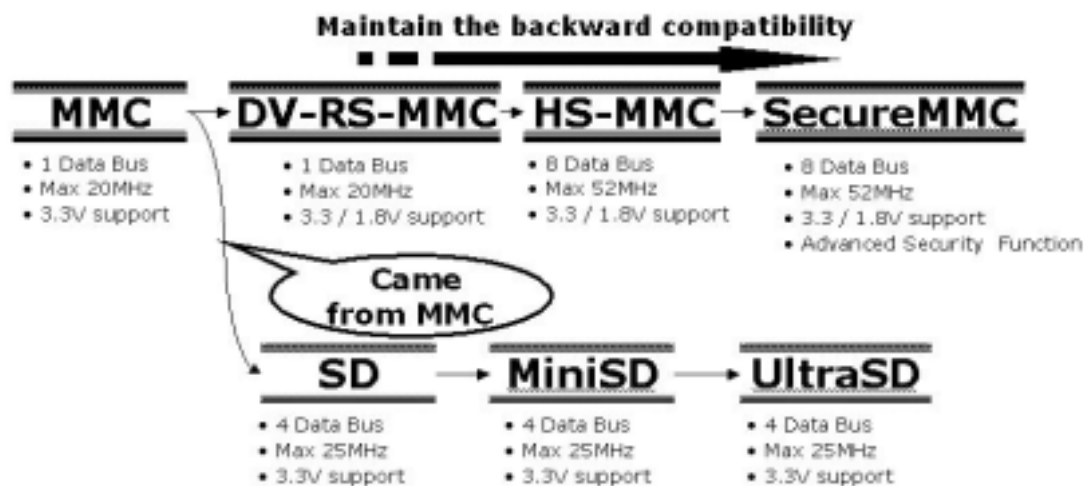 Maintain the backward compatibility
MMC
• 1 Data Bus
• Max 20MHz
• 3.3V support
DV-RS-MMC
• 1 Data Bus
• Max 20MHz
• 3.3 / 1.8V support
HS-MMC
• 8 Data Bus
• Max 52MHz
• 3.3 / 1.8V support
SecureMMC
• 8 Data Bus
• Max 52MHz
• 3.3 / 1.8V support
• Advanced Security Function
Came
from MMC
SD
• 4 Data Bus
• Max 25MHz
• 3.3V support
MiniSD
• 4 Data Bus
• Max 25MHz
• 3.3V support
UltraSD
• 4 Data Bus
• Max 25MHz
• 3.3V support